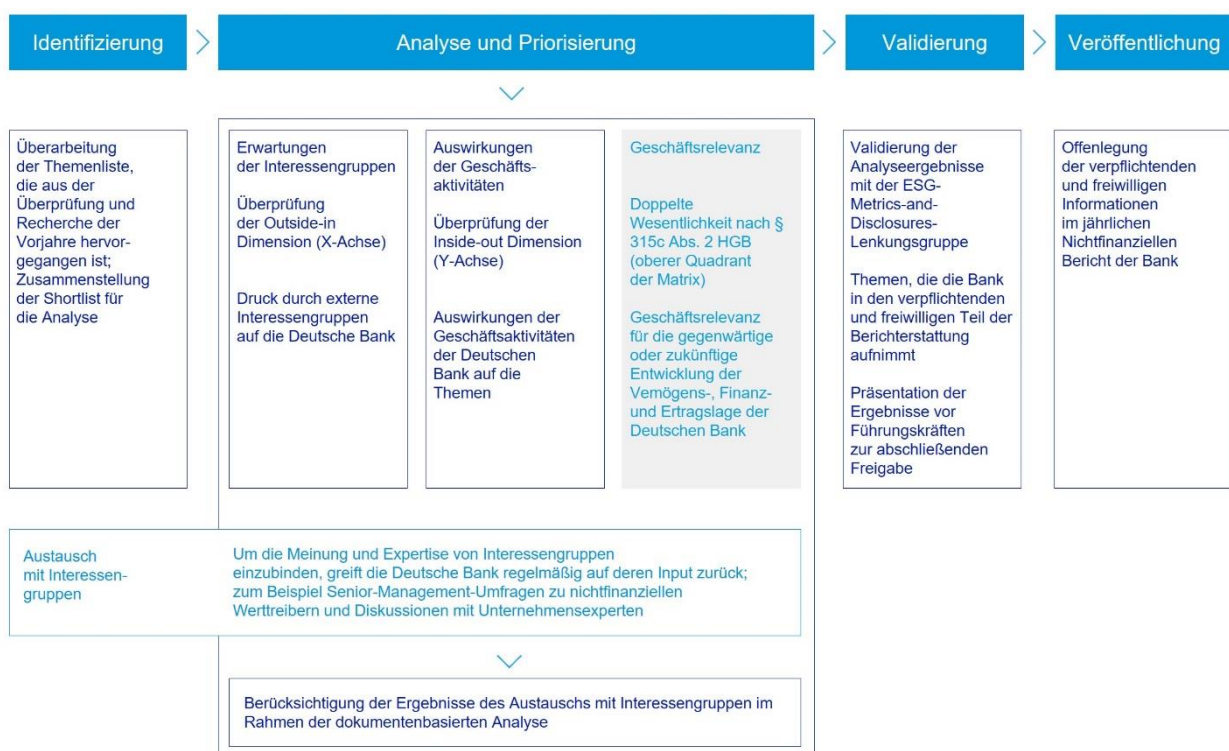 Identifizierung
Analyse und Priorisierung
Validierung
Veröffentlichung
Überarbeitung
der Themenliste,
die aus der
Überprüfung und
Recherche der
Vorjahre hervor-
gegangen ist;
Zusammenstellung
der Shortlist für
die Analyse
Erwartungen
der Interessengruppen
Überprüfung
der Outside-in
Dimension (X-Achse)
Druck durch externe
Interessengruppen
auf die Deutsche Bank
Auswirkungen
der Geschäfts-
aktivitäten
Überprüfung der
Inside-out Dimension
(Y-Achse)
Auswirkungen der
Geschäftsaktivitäten
der Deutschen
Bank auf die
Themen
Geschäftsrelevanz
Doppelte
Wesentlichkeit nach §
315c Abs. 2 HGB
(oberer Quadrant
der Matrix)
Geschäftsrelevanz
für die gegenwärtige
oder zukünftige
Entwicklung der
Vemögens-, Finanz-
und Ertragslage der
Deutschen Bank
Validierung der
Analyseergebnisse
mit der ESG-
Metrics-and-
Disclosures-
Lenkungsgruppe
Themen, die die Bank
in den verpflichtenden
und freiwilligen Teil der
Berichterstattung
aufnimmt
Präsentation der
Ergebnisse vor
Führungskräften
zur abschließenden
Freigabe
Offenlegung
der verpflichtenden
und freiwilligen
Informationen
im jährlichen
Nichtfinanziellen
Bericht der Bank
Austausch
mit Interessen-
gruppen
Um die Meinung und Expertise von Interessengruppen
einzubinden, greift die Deutsche Bank regelmäßig auf deren Input zurück;
zum Beispiel Senior-Management-Umfragen zu nichtfinanziellen
Werttreibern und Diskussionen mit Unternehmensexperten
Berücksichtigung der Ergebnisse des Austauschs mit Interessengruppen im
Rahmen der dokumentenbasierten Analyse